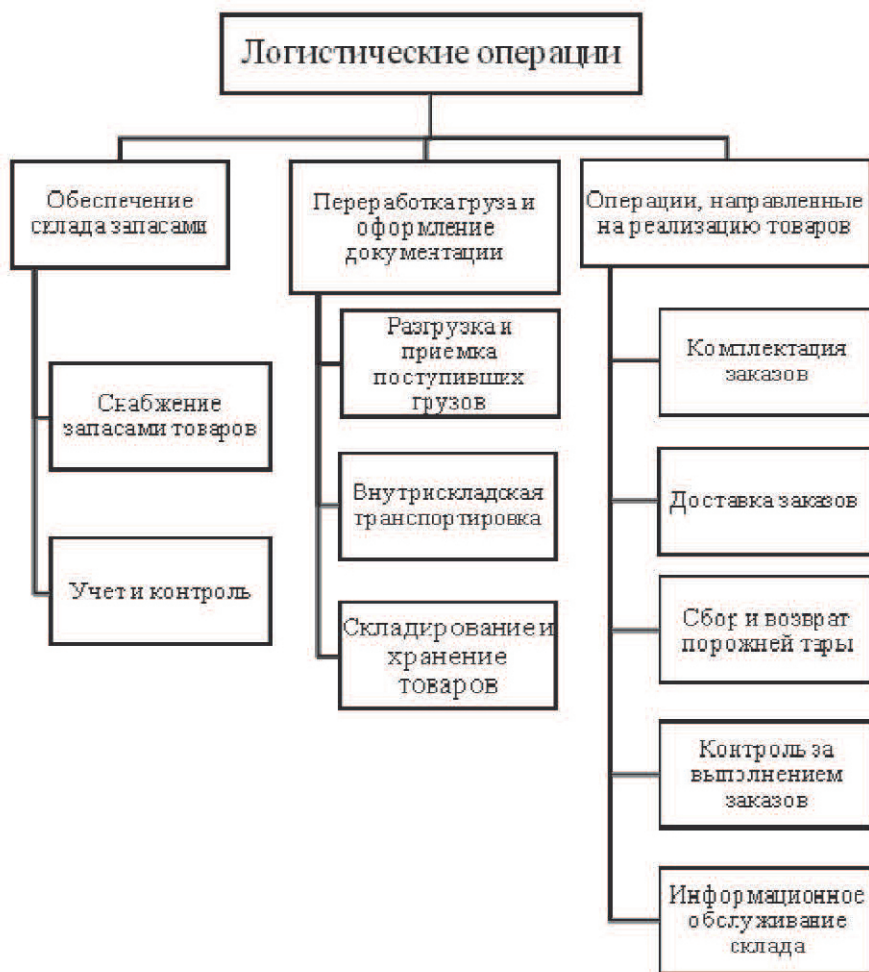 Логистические операции
Обеспечение
склада запасами
Снабжение
запасами товаров
Учет и контроль
Переработка груза и
оформление
документации
Разгрузка и
приемка
поступивших
грузов
Внутрискладская
транспортировка
Складирование и
хранение
товаров
Операции, направленные
на реализацию товаров
Комплектация
заказов
Доставка заказов
Сбор и возврат
порожней тары
Контроль за
выполнением
заказов
Информационное
обслуживание
склада